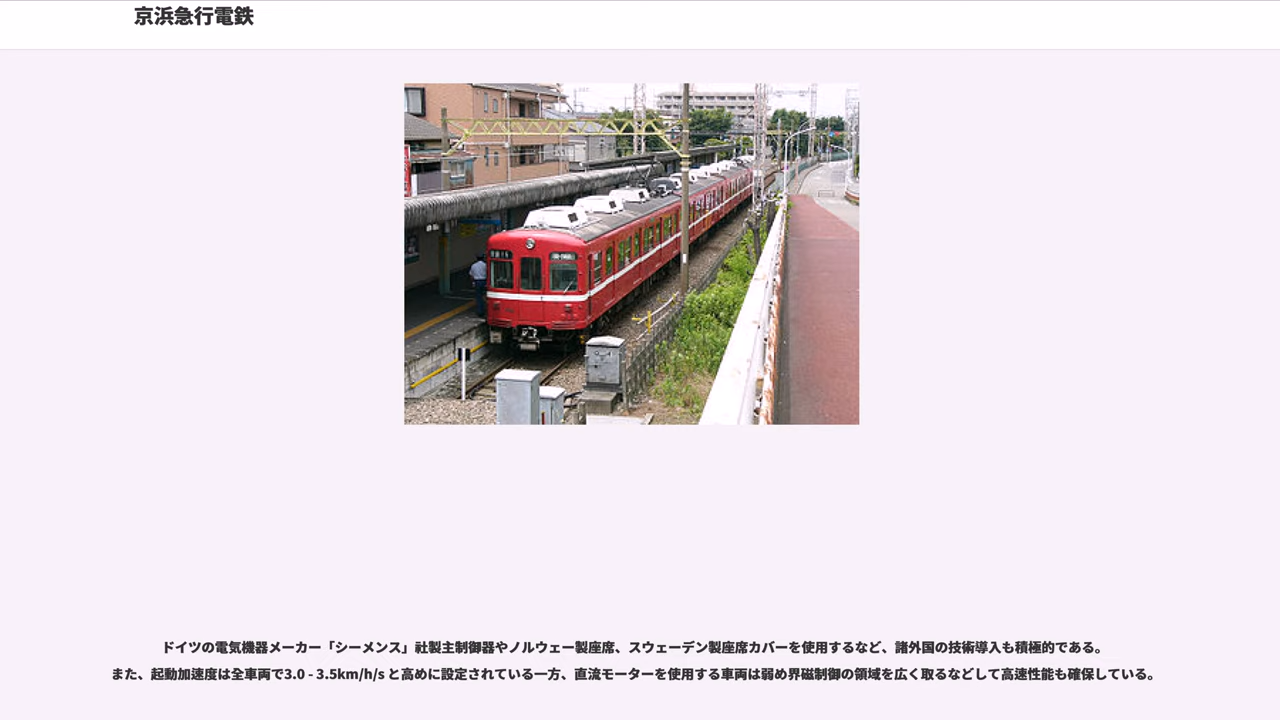 京浜急行電鉄
ドイツの電気機器メーカー「シーメンス」社製主制御器やノルウェー製座席、スウェーデン製座席カバーを使用するなど、諸外国の技術導入も積極的である。
また、起動加速度は全車両で3.0 - 3.5km/h/s と高めに設定されている一方、直流モーターを使用する車両は弱め界磁制御の領域を広く取るなどして高速性能も確保している。